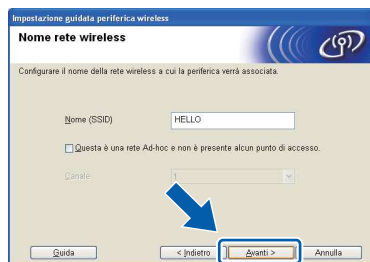 Impostazione guidata periferica wireless
Nome rete wireless
Configurare il nome della rete wireless a cui la periferica verrà associata.
Nome (SSID) HELLO
Questa è una rete Ad-hoc e non è presente alcun punto di accesso.
Canale 1
Guida < Indietro Avanti > Annulla